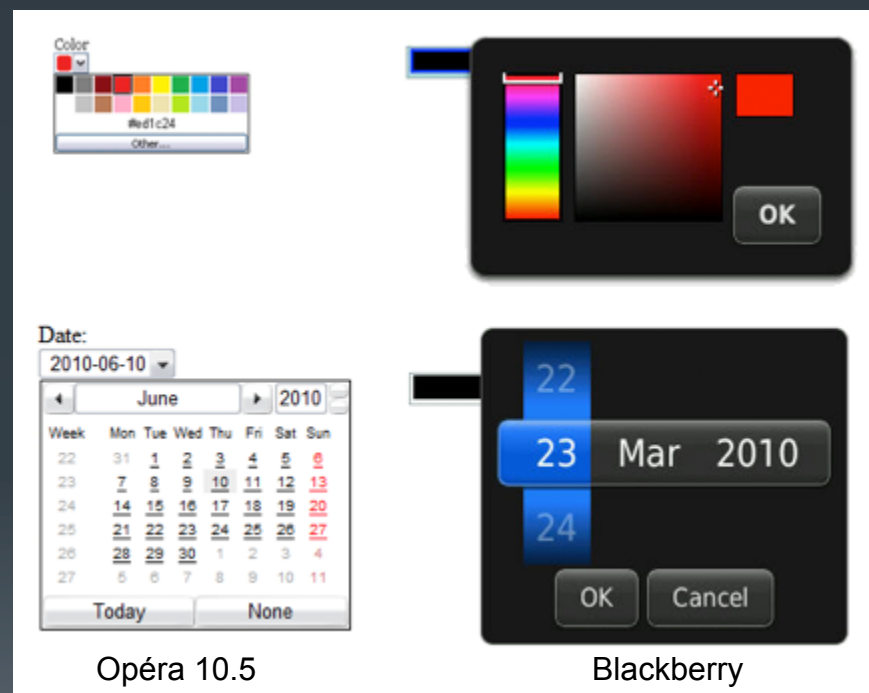 Color
#ed1c24
Other...
OK
Date:
2010-06-10
June 2010
Week Mon Tue Wed Thu Fri Sat Sun
22 31 1 2 3 4 5 6
23 7 8 9 10 11 12 13
24 14 15 16 17 18 19 20
25 21 22 23 24 25 26 27
26 28 29 30 1 2 3 4
27 5 6 7 8 9 10 11
Today None
22
23 Mar 2010
24
OK Cancel
Opéra 10.5
Blackberry